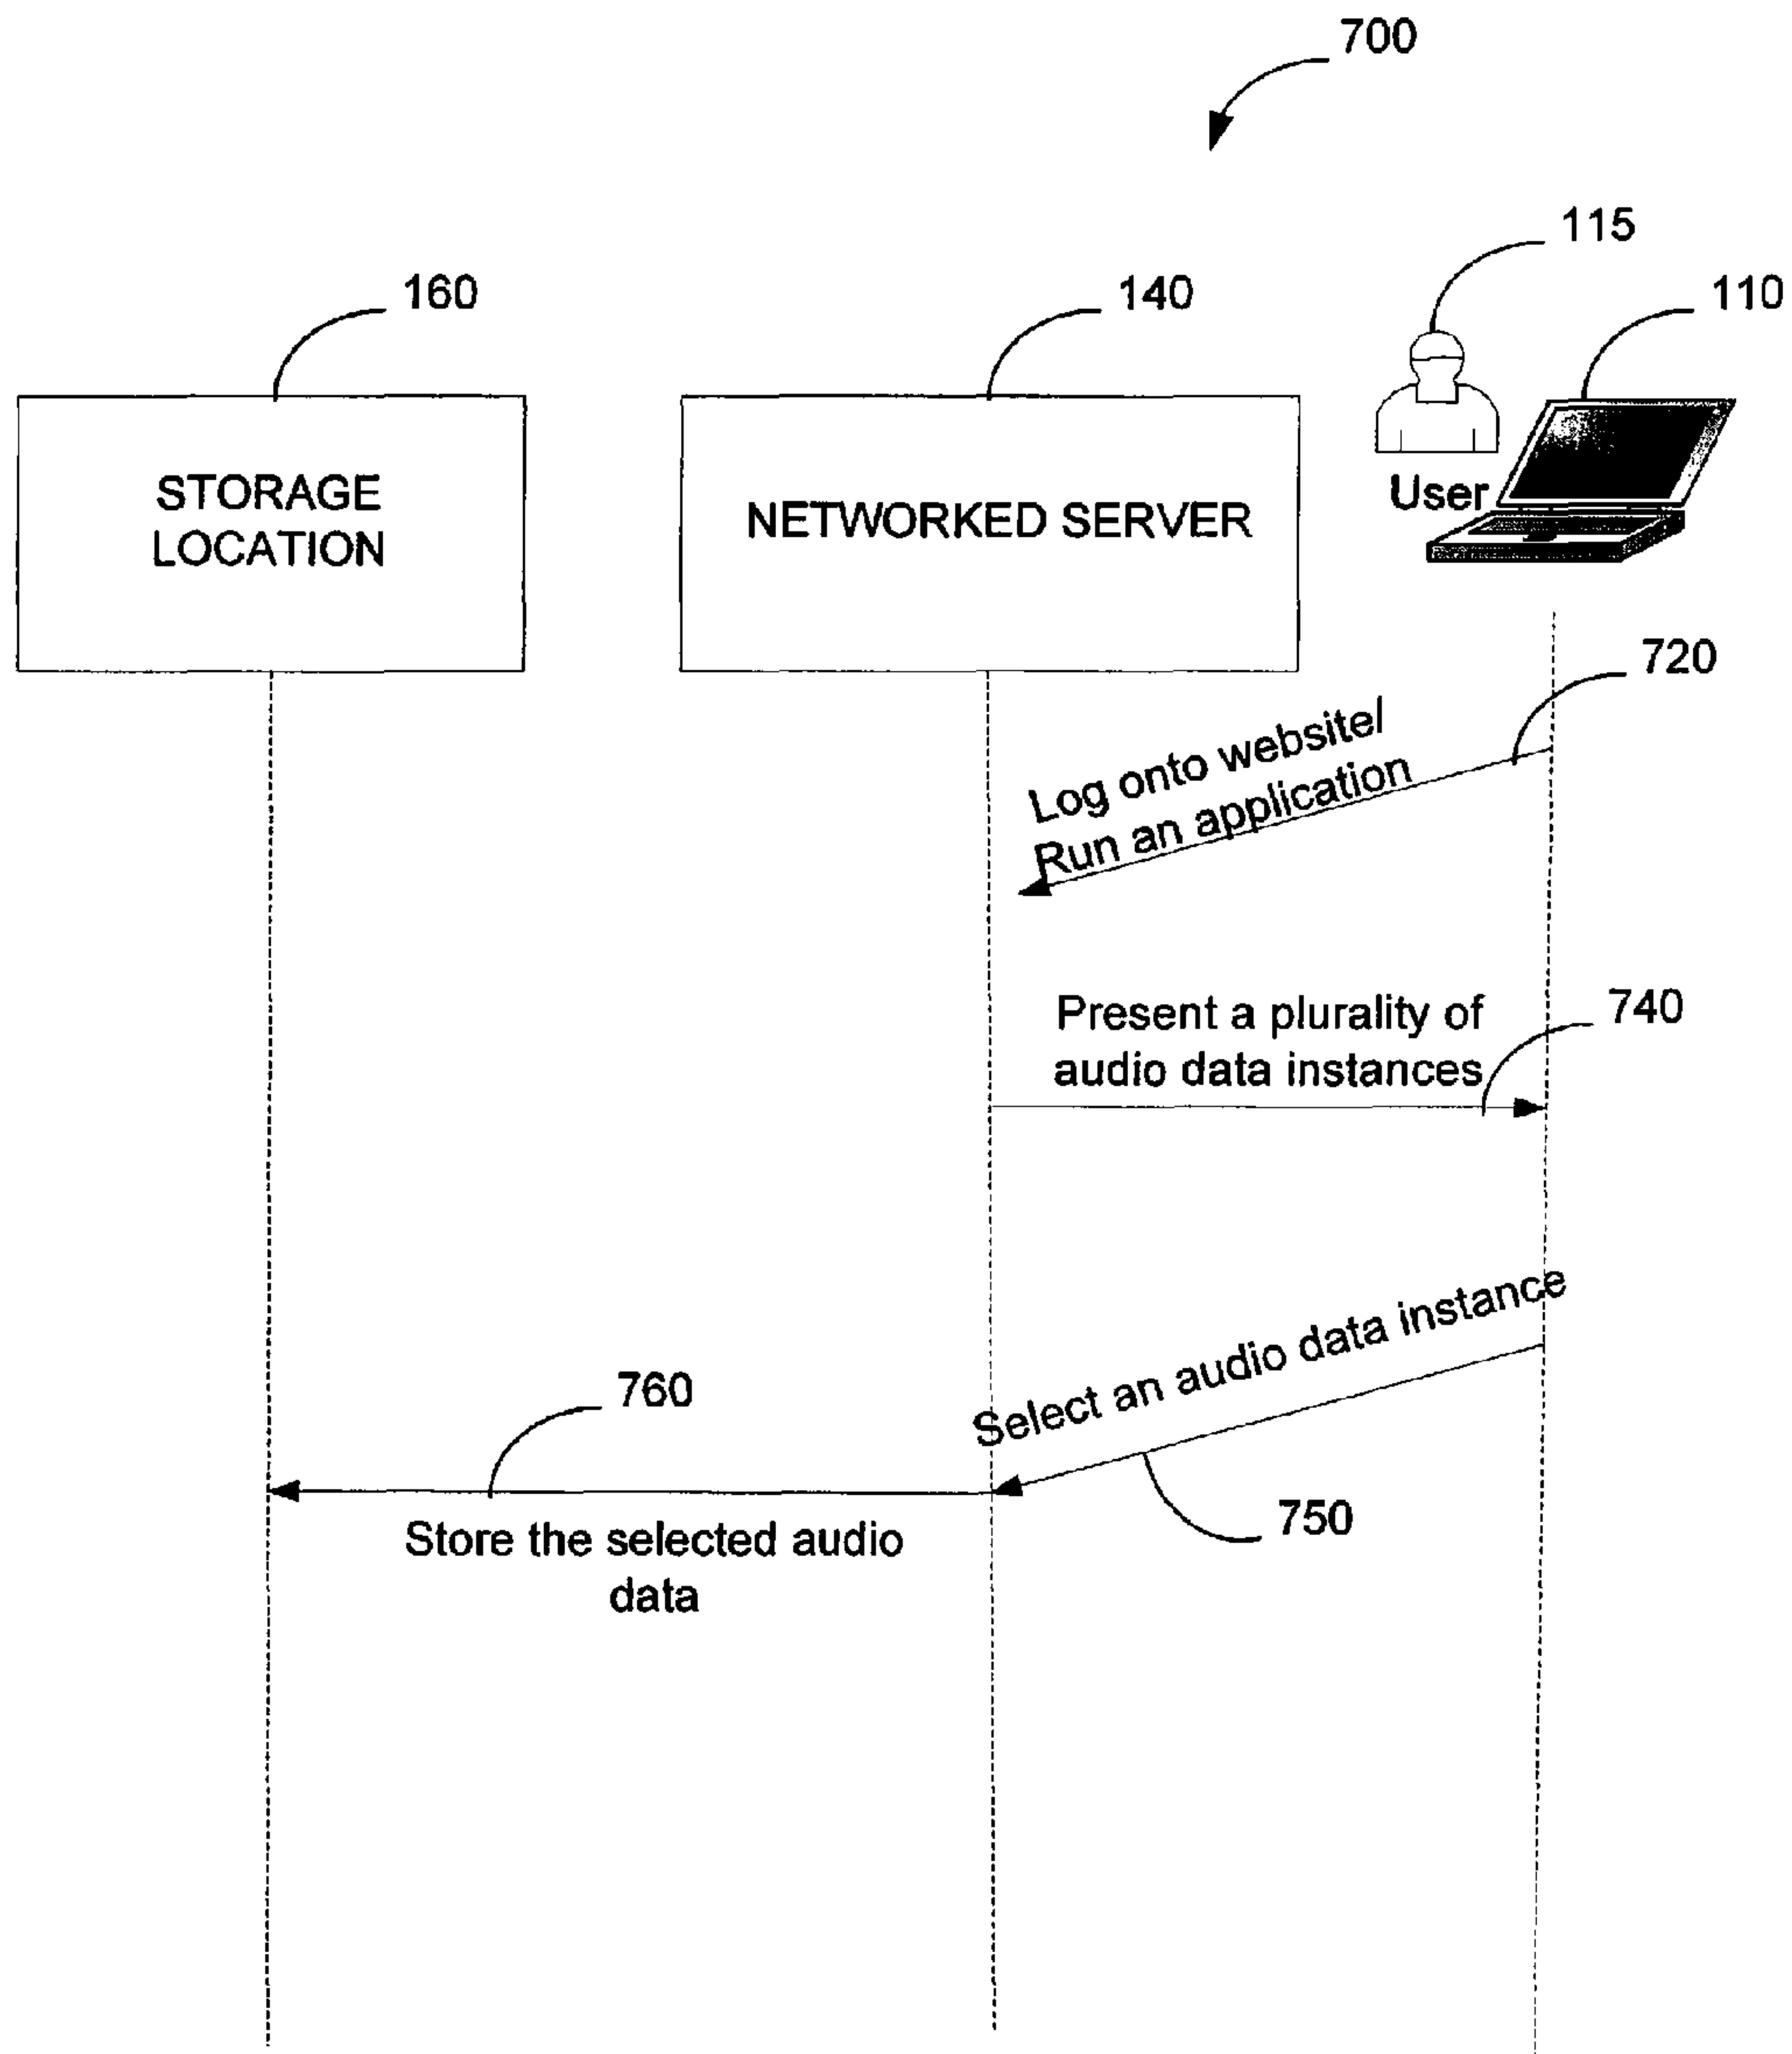 700
115
160
140
110
STORAGE
LOCATION
NETWORKED SERVER
User
720
Log onto website/
Run an application
740
Present a plurality of
audio data instances
Select an audio data instance
760
750
Store the selected audio
data